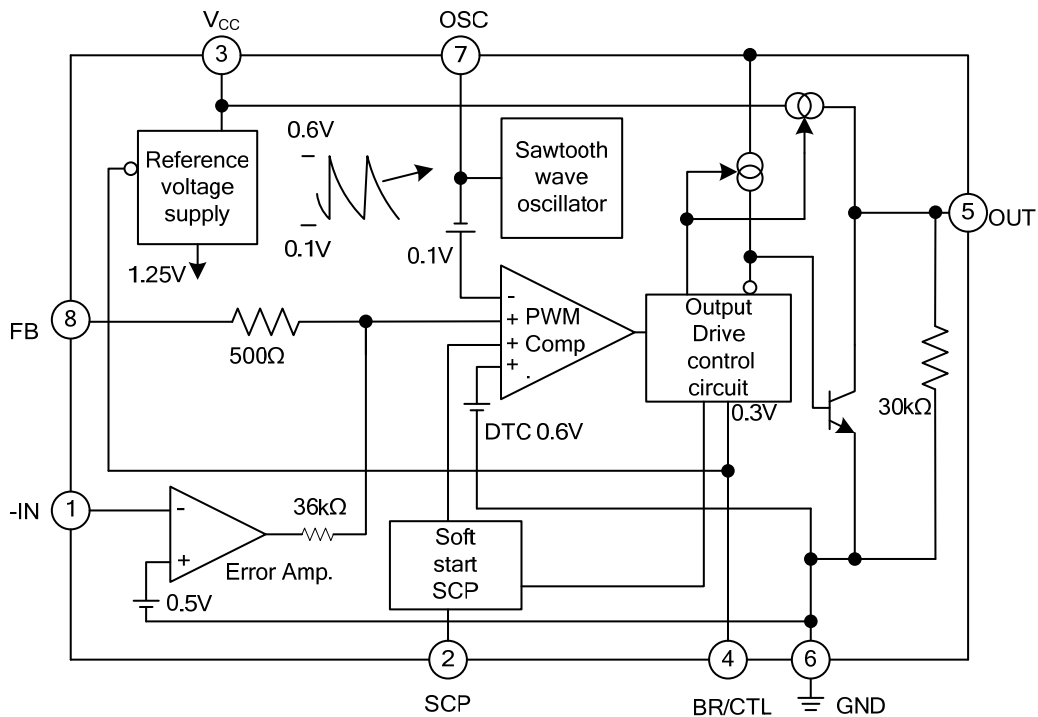 VCC
OSC
3
7
0.6V
0.1V
Reference
voltage
supply
1.25V
Sawtooth
wave
oscillator
0.1V
5
OUT
8
FB
500Ω
-
+ PWM
+ Comp
+
.
Output
Drive
control
circuit
0.3V
30kΩ
DTC 0.6V
1
-IN
-
+
36kΩ
Error Amp.
0.5V
Soft
start
SCP
2
4
6
SCP
BR/CTL
GND